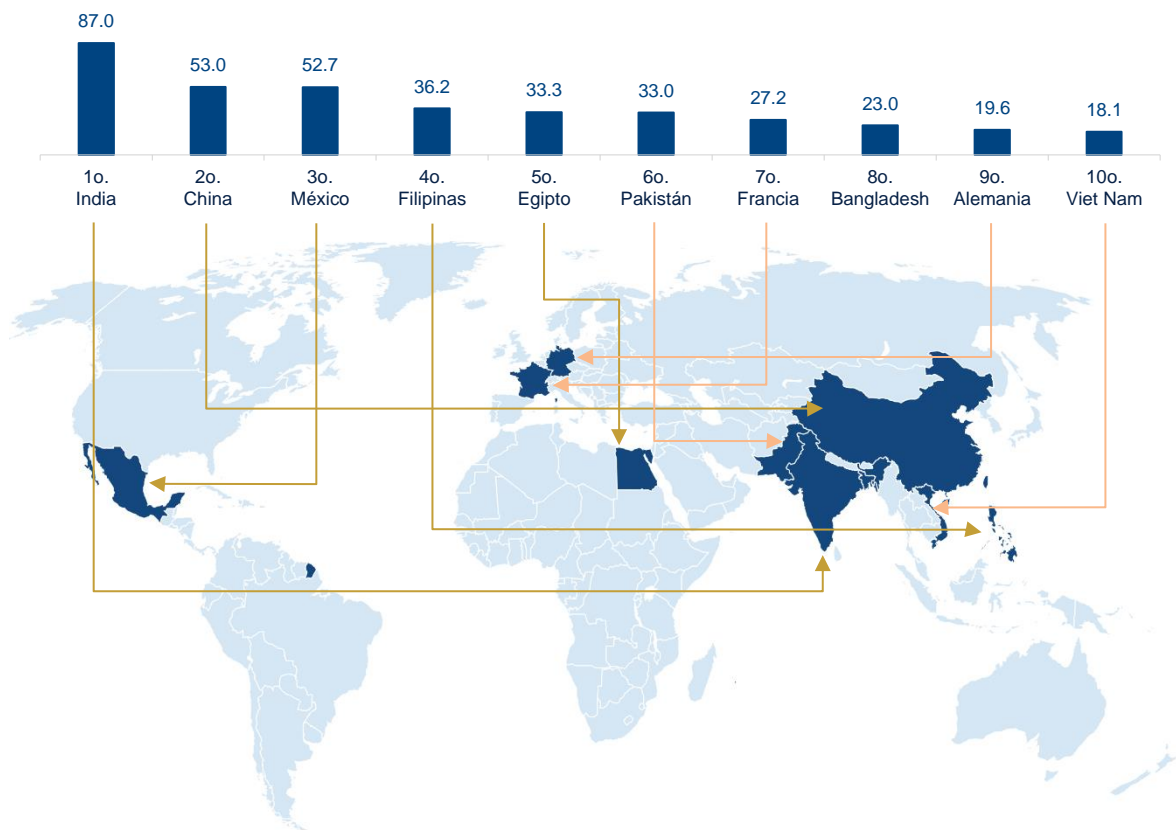 87.0
53.0
52.7
36.2
33.3
33.0
27.2
23.0
19.6
18.1
1o.
India
2o.
China
3o.
México
4o.
Filipinas
5o.
Egipto
6o.
Pakistán
7o.
Francia
8o.
Bangladesh
9o.
Alemania
10o.
Viet Nam